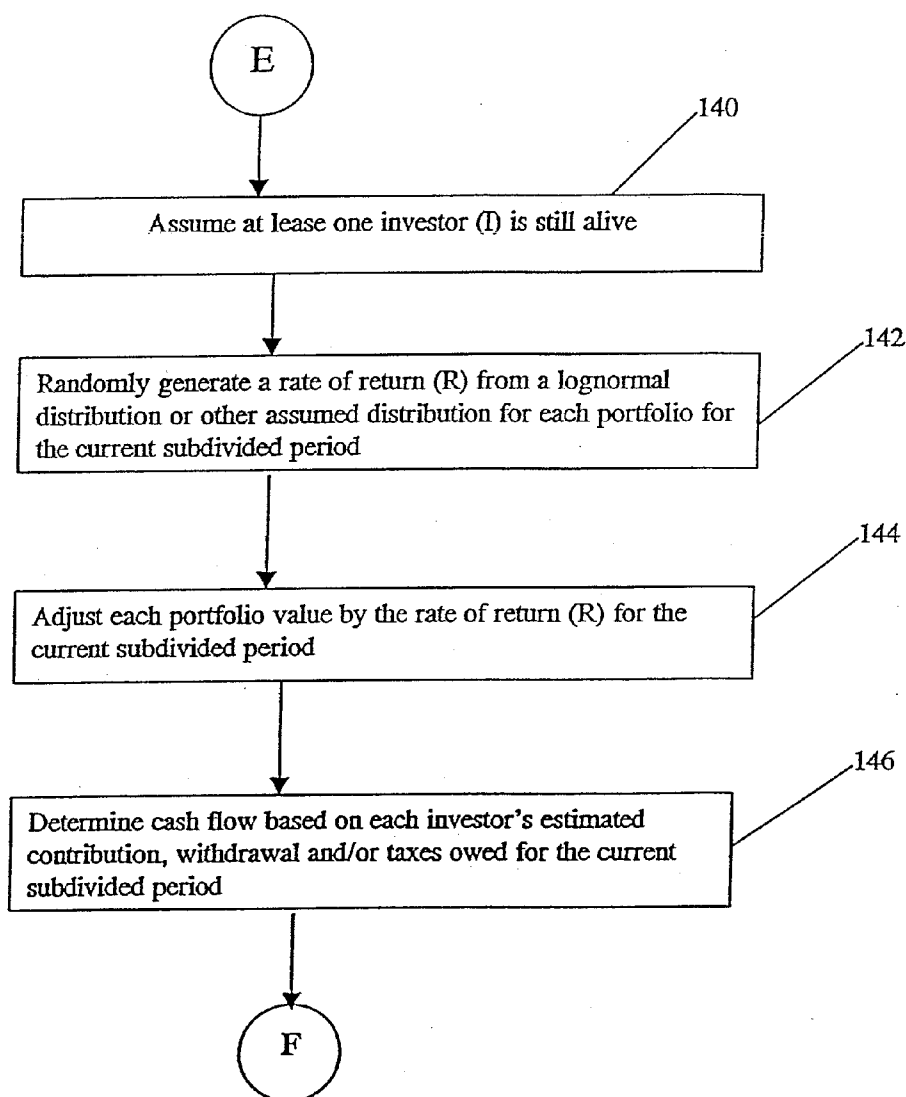 E
140
Assume at lease one investor (I) is still alive
142
Randomly generate a rate of return (R) from a lognormal
distribution or other assumed distribution for each portfolio for
the current subdivided period
144
Adjust each portfolio value by the rate of return (R) for the
current subdivided period
146
Determine cash flow based on each investor's estimated
contribution, withdrawal and/or taxes owed for the current
subdivided period
F